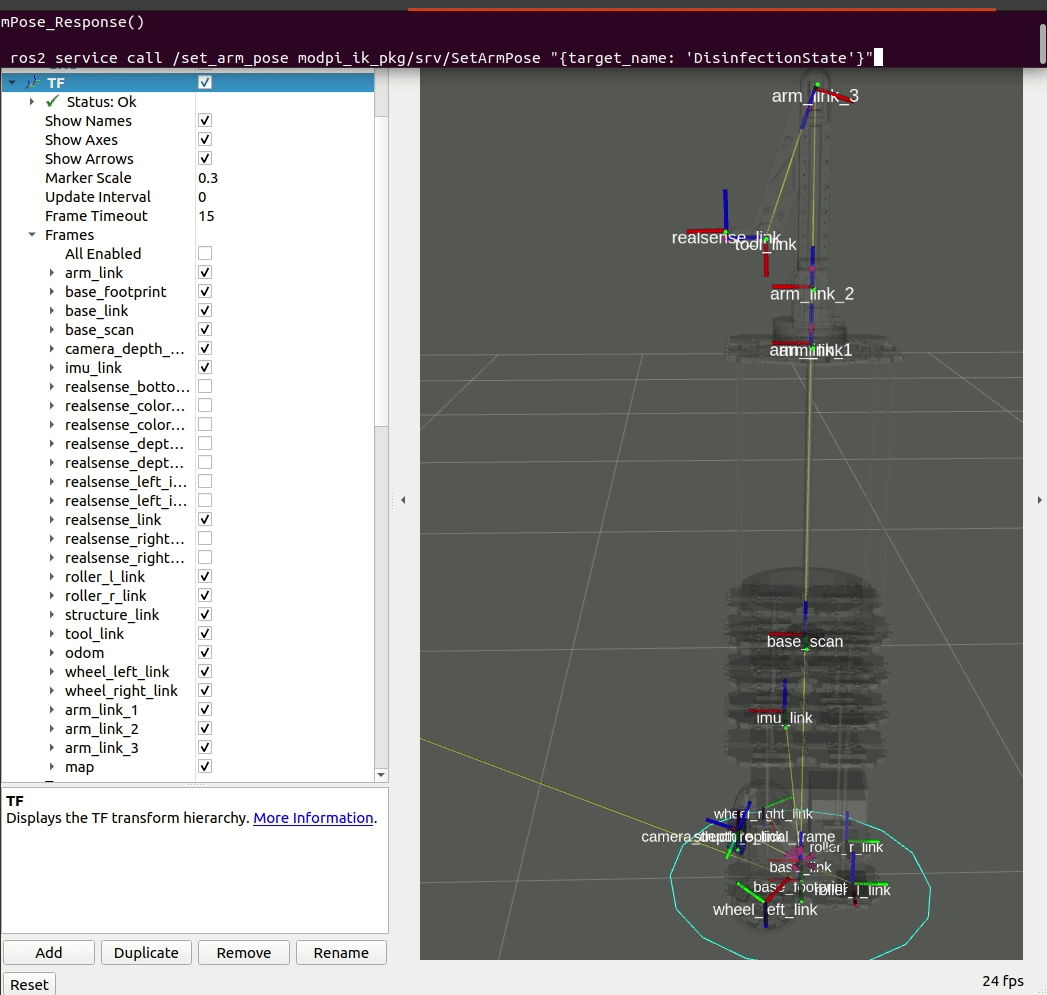 mPose_Response()
ros2 service call /set_arm_pose modpi_ik_pkg/srv/SetArmPose "{target_name: 'DisinfectionState'}"
TF
Status: Ok
Show Names
Show Axes
Show Arrows
Marker Scale 0.3
Update Interval 0
Frame Timeout 15
Frames
All Enabled
arm_link
base_footprint
base_link
base_scan
camera_depth_...
imu_link
realsense_botto...
realsense_color...
realsense_color...
realsense_dept...
realsense_dept...
realsense_left_i...
realsense_left_i...
realsense_link
realsense_right...
realsense_right...
roller_l_link
roller_r_link
structure_link
tool_link
odom
wheel_left_link
wheel_right_link
arm_link_1
arm_link_2
arm_link_3
map
TF
Displays the TF transform hierarchy. More Information.
Add Duplicate Remove Rename
Reset
arm_link_3
realsense_link
tool_link
arm_link_2
base_scan
imu_link
wheel_right_link
roller_r_link
base_link
base_footprint
roller_l_link
wheel_left_link
24 fps